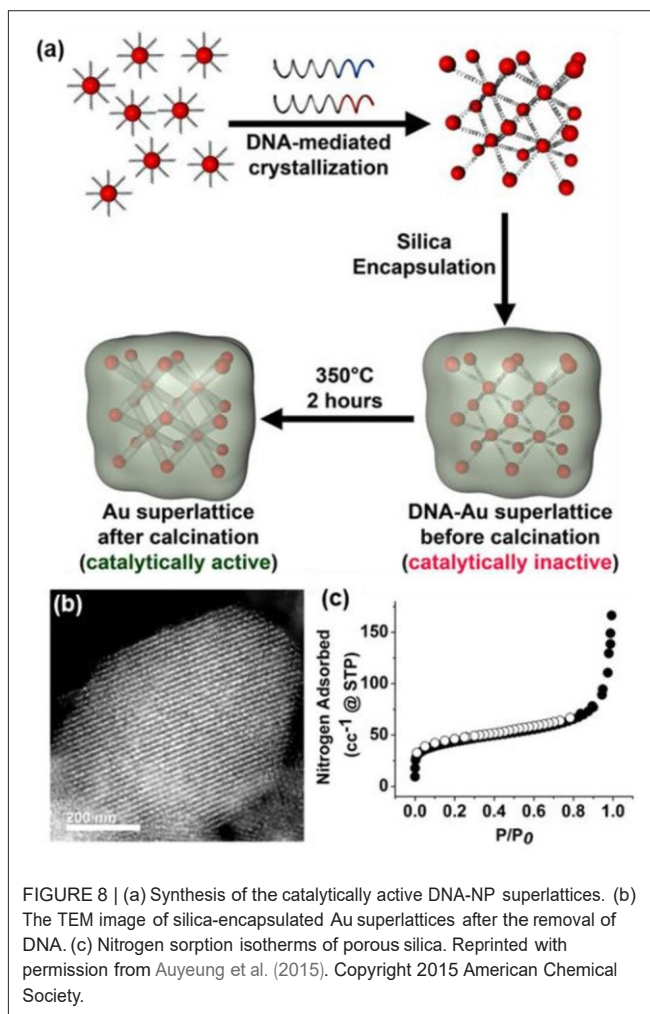 (a)
DNA-mediated
crystallization
Silica
Encapsulation
350°C
2 hours
Au superlattice
after calcination
(catalytically active)
DNA-Au superlattice
before calcination
(catalytically inactive)
(b)
200 nm
(c)
Nitrogen Adsorbed
(cc⁻¹ @ STP)
150
100
50
0
0.0 0.2 0.4 0.6 0.8 1.0
P/P0
FIGURE 8 | (a) Synthesis of the catalytically active DNA-NP superlattices. (b)
The TEM image of silica-encapsulated Au superlattices after the removal of
DNA. (c) Nitrogen sorption isotherms of porous silica. Reprinted with
permission from Auyeung et al. (2015). Copyright 2015 American Chemical
Society.